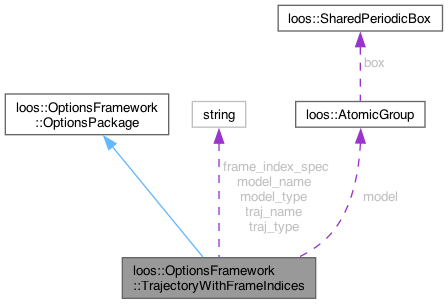 loos::SharedPeriodicBox
box
loos::OptionsFramework
::OptionsPackage
string
loos::AtomicGroup
frame_index_spec
model_name
model_type
traj_name
traj_type
model
loos::OptionsFramework
::TrajectoryWithFrameIndices